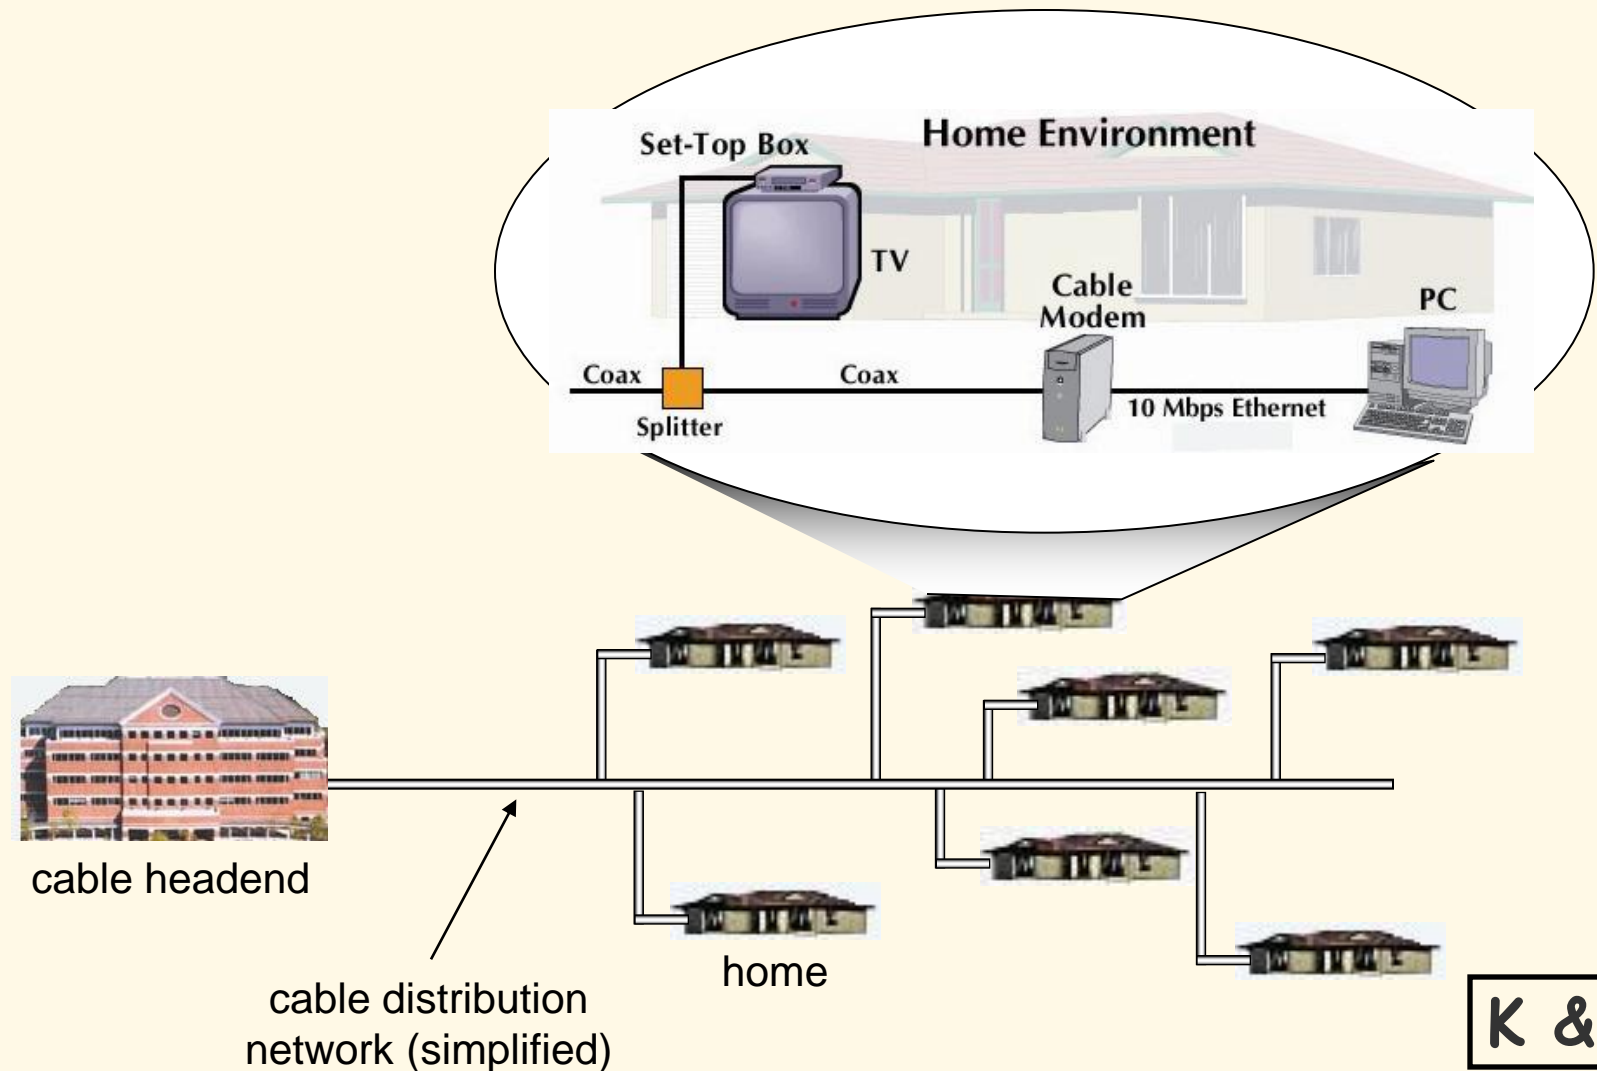 Home Environment
Set-Top Box
TV
Cable
Modem
PC
Coax
Coax
Splitter
10 Mbps Ethernet
cable headend
home
cable distribution
network (simplified)
K &